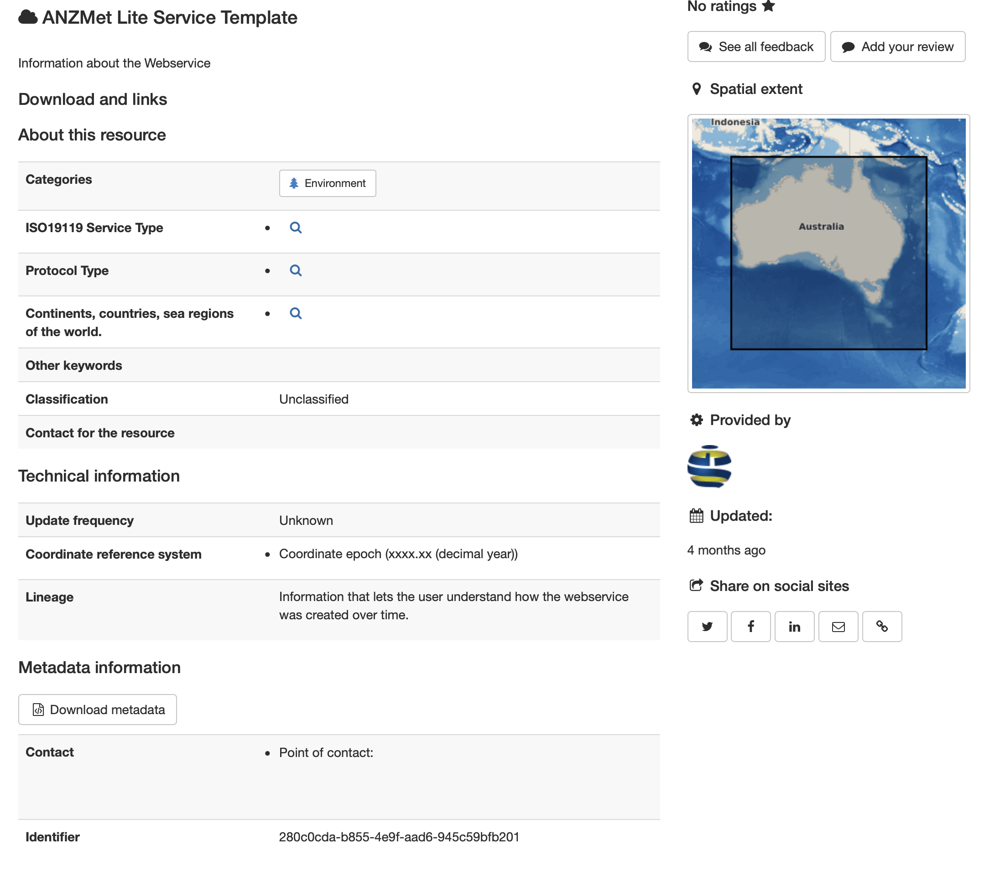 ANZMet Lite Service Template
Information about the Webservice
Download and links
About this resource
Categories
Environment
ISO19119 Service Type
Protocol Type
Continents, countries, sea regions
of the world.
Other keywords
Classification
Unclassified
Contact for the resource
Technical information
Update frequency
Unknown
Coordinate reference system
Coordinate epoch (xxxx.xx (decimal year))
Lineage
Information that lets the user understand how the webservice
was created over time.
Metadata information
Download metadata
Contact
Point of contact:
Identifier
280c0cda-b855-4e9f-aad6-945c59bfb201
No ratings
See all feedback
Add your review
Spatial extent
Indonesia
Australia
Provided by
Updated:
4 months ago
Share on social sites